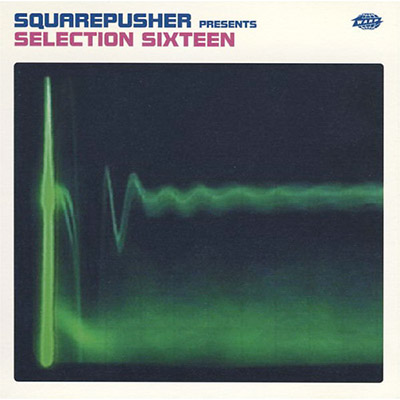 SQUAREPUSHER PRESENTS
SELECTION SIXTEEN